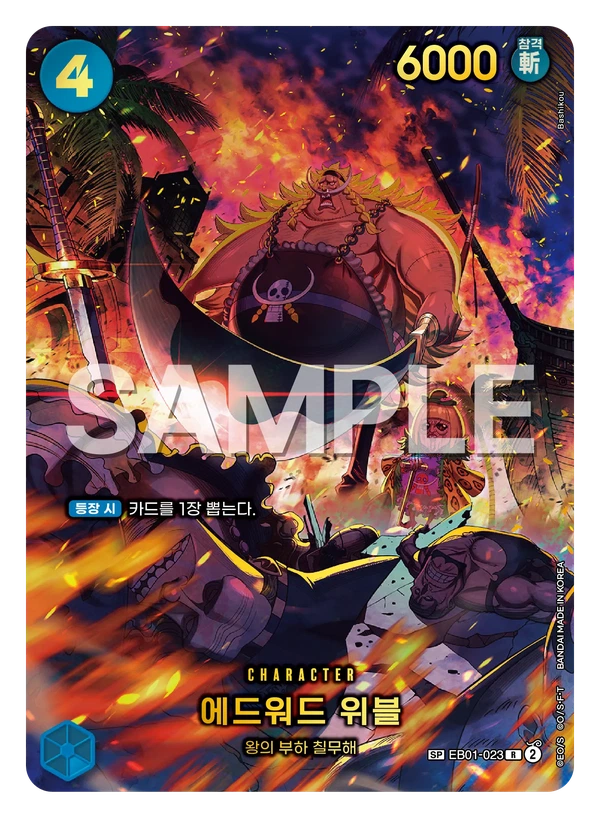 4
6000
참격
斬
Bashikou
SAMPLE
등장 시 카드를 1장 뽑는다.
CHARACTER
에드워드 위블
왕의 부하 칠무해
SP EB01-023 R 2
©E.O/S ©O/S·F·T BANDAI MADE IN KOREA